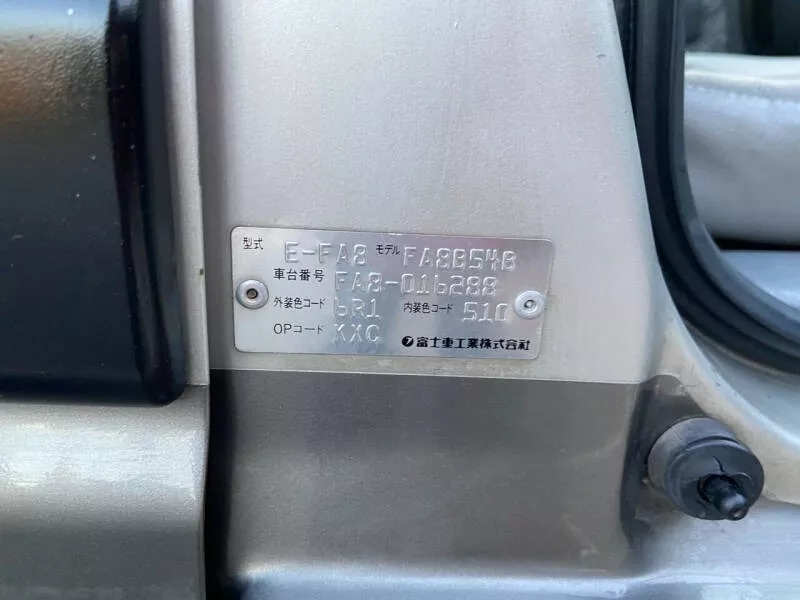 型式 E-FA8 モデル FA8B54B
車台番号 FA8-016288
外装色コード 6R1 内装色コード 510
OPコード KXC 富士重工業株式会社